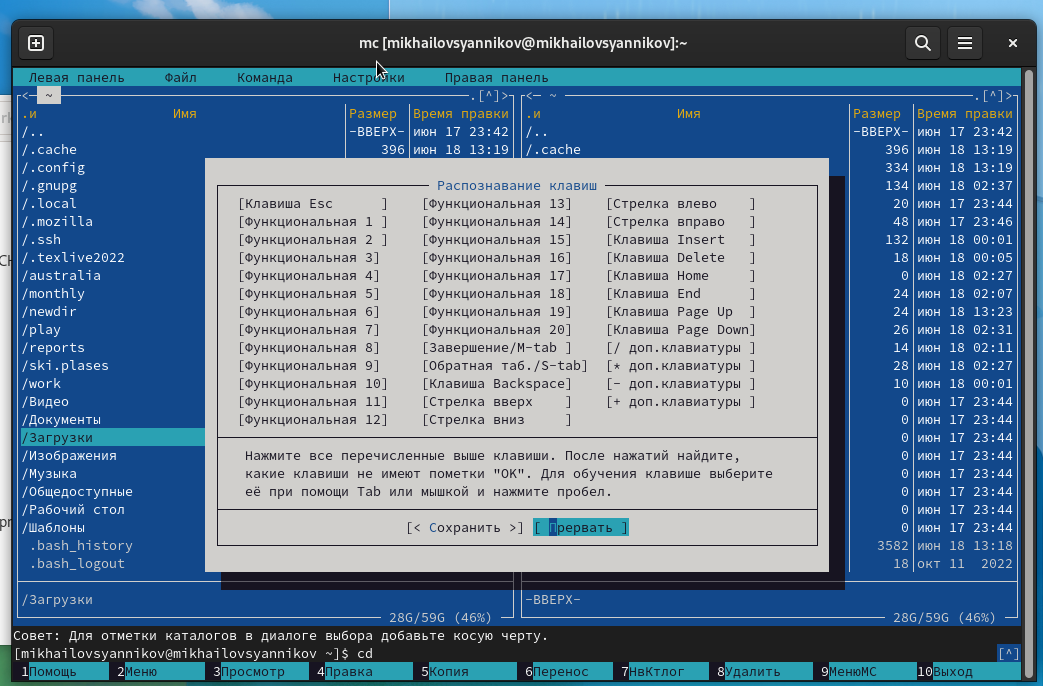 mc [mikhailovsyannikov@mikhailovsyannikov]:~
Левая панель Файл Команда Настройки Правая панель
<─ ~ .[^]> <─ ~ .[^]>
.и Имя Размер Время правки .и Имя Размер Время правки
/.. -ВВЕРХ- июн 17 23:42 /.. -ВВЕРХ- июн 17 23:42
/.cache 396 июн 18 13:19 /.cache 396 июн 18 13:19
/.config 334 июн 18 13:19
/.gnupg Распознавание клавиш 134 июн 18 02:37
/.local [Клавиша Esc ] [Функциональная 13] [Стрелка влево ] 20 июн 17 23:44
/.mozilla [Функциональная 1 ] [Функциональная 14] [Стрелка вправо ] 48 июн 17 23:46
/.ssh [Функциональная 2 ] [Функциональная 15] [Клавиша Insert ] 132 июн 18 00:01
/.texlive2022 [Функциональная 3] [Функциональная 16] [Клавиша Delete ] 18 июн 18 00:05
/australia [Функциональная 4] [Функциональная 17] [Клавиша Home ] 0 июн 18 02:27
/monthly [Функциональная 5] [Функциональная 18] [Клавиша End ] 24 июн 18 02:07
/newdir [Функциональная 6] [Функциональная 19] [Клавиша Page Up ] 24 июн 18 13:23
/play [Функциональная 7] [Функциональная 20] [Клавиша Page Down] 26 июн 18 02:31
/reports [Функциональная 8] [Завершение/M-tab ] [/ доп.клавиатуры ] 14 июн 18 02:11
/ski.plases [Функциональная 9] [Обратная таб./S-tab] [* доп.клавиатуры ] 28 июн 18 02:27
/work [Функциональная 10] [Клавиша Backspace] [- доп.клавиатуры ] 10 июн 18 00:01
/Видео [Функциональная 11] [Стрелка вверх ] [+ доп.клавиатуры ] 0 июн 17 23:44
/Документы [Функциональная 12] [Стрелка вниз ] 0 июн 17 23:44
/Загрузки 0 июн 17 23:44
/Изображения Нажмите все перечисленные выше клавиши. После нажатий найдите, 0 июн 17 23:44
/Музыка какие клавиши не имеют пометки "OK". Для обучения клавише выберите 0 июн 17 23:44
/Общедоступные её при помощи Tab или мышкой и нажмите пробел. 0 июн 17 23:44
/Рабочий стол 0 июн 17 23:44
/Шаблоны [< Сохранить >] [ Прервать ] 0 июн 17 23:44
.bash_history 3582 июн 18 13:18
.bash_logout 18 окт 11 2022
/Загрузки -ВВЕРХ-
28G/59G (46%) 28G/59G (46%)
Совет: Для отметки каталогов в диалоге выбора добавьте косую черту.
[mikhailovsyannikov@mikhailovsyannikov ~]$ cd [^]
1Помощь 2Меню 3Просмотр 4Правка 5Копия 6Перенос 7НвКтлог 8Удалить 9МенюМС 10Выход